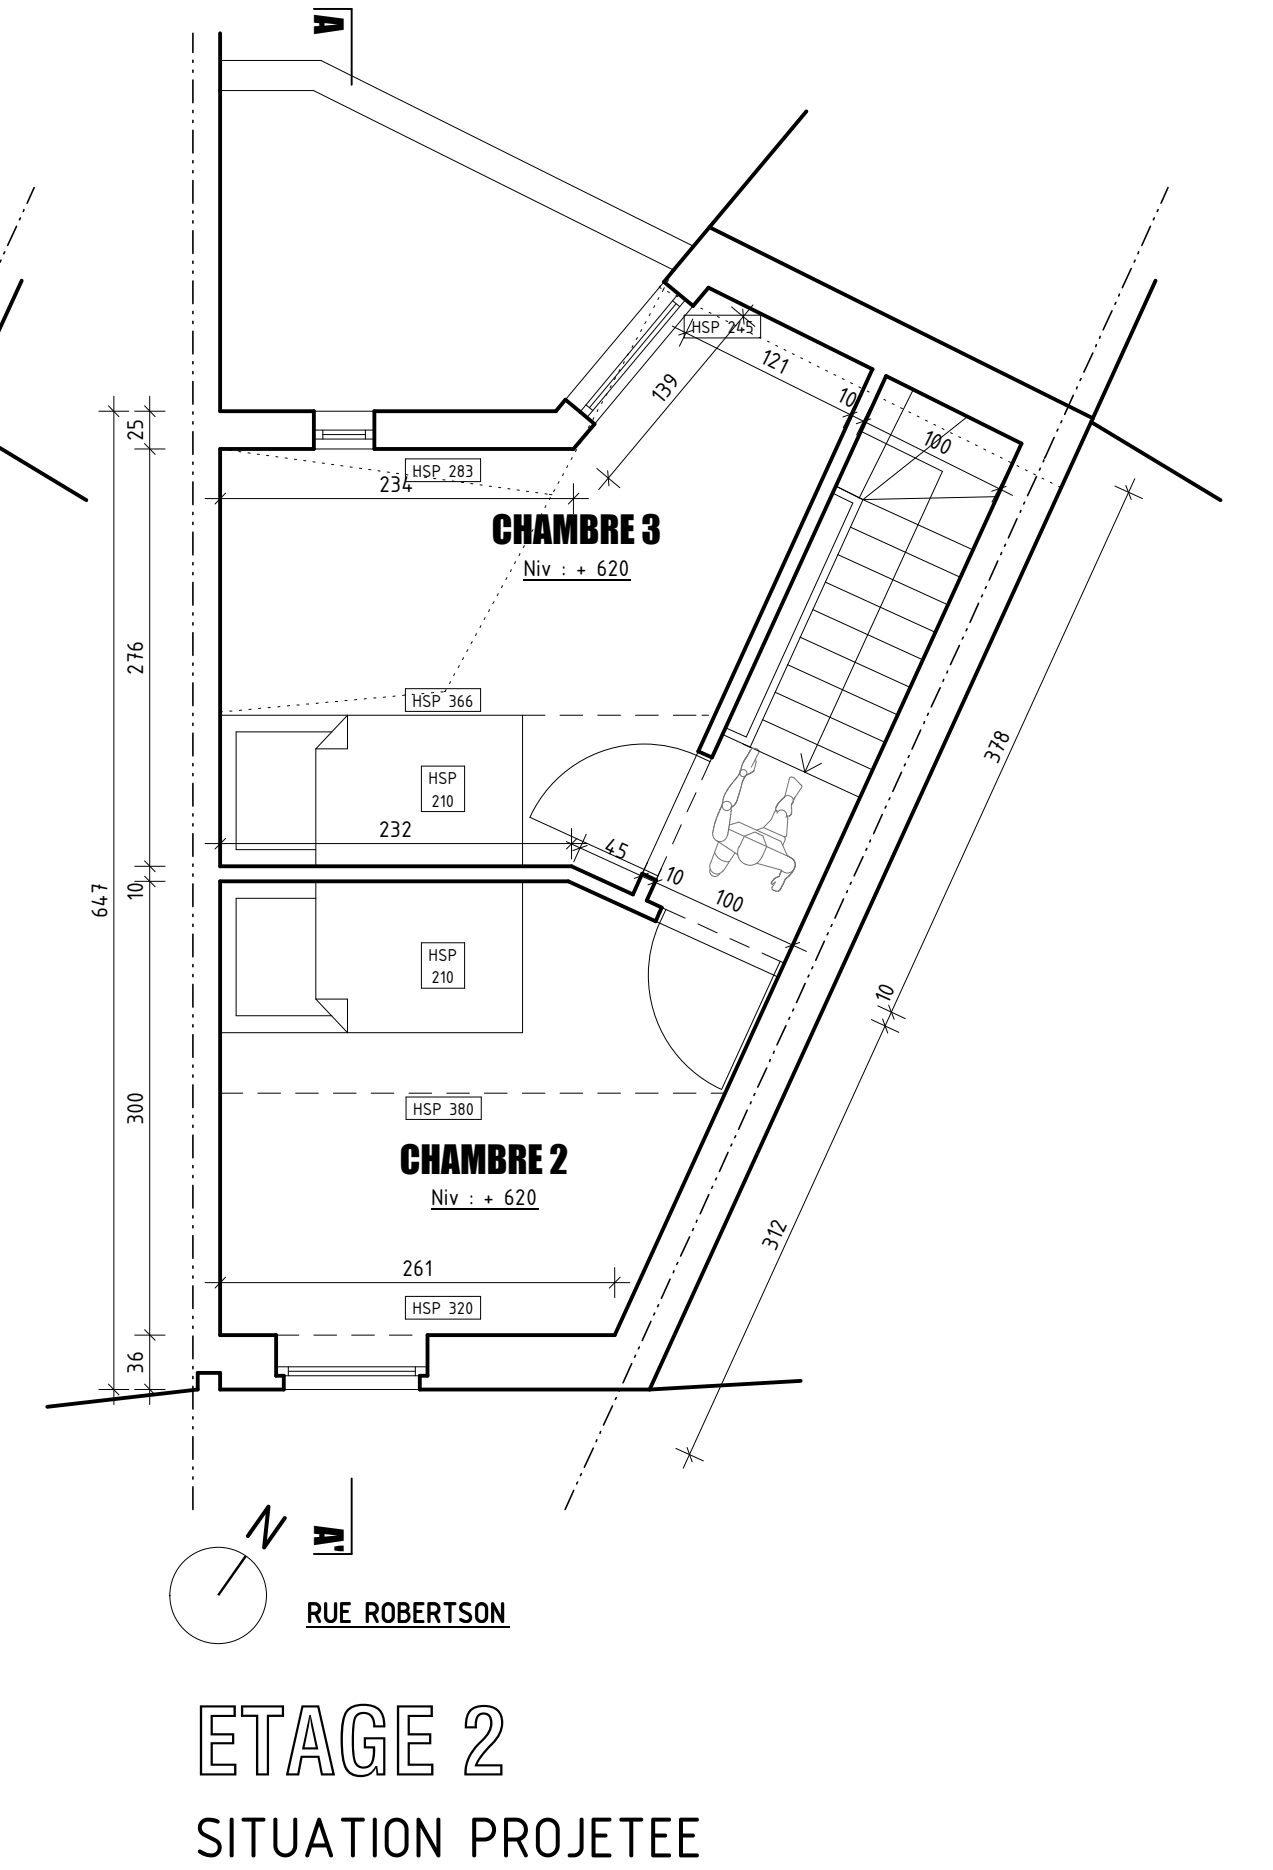 A
HSP 245
121
139
10
100
25
HSP 283
234
CHAMBRE 3
Niv : + 620
276
HSP 366
378
HSP
210
232
45
10
100
647
10
HSP
210
10
300
HSP 380
CHAMBRE 2
Niv : + 620
312
261
HSP 320
36
N
A'
RUE ROBERTSON
ETAGE 2
SITUATION PROJETEE